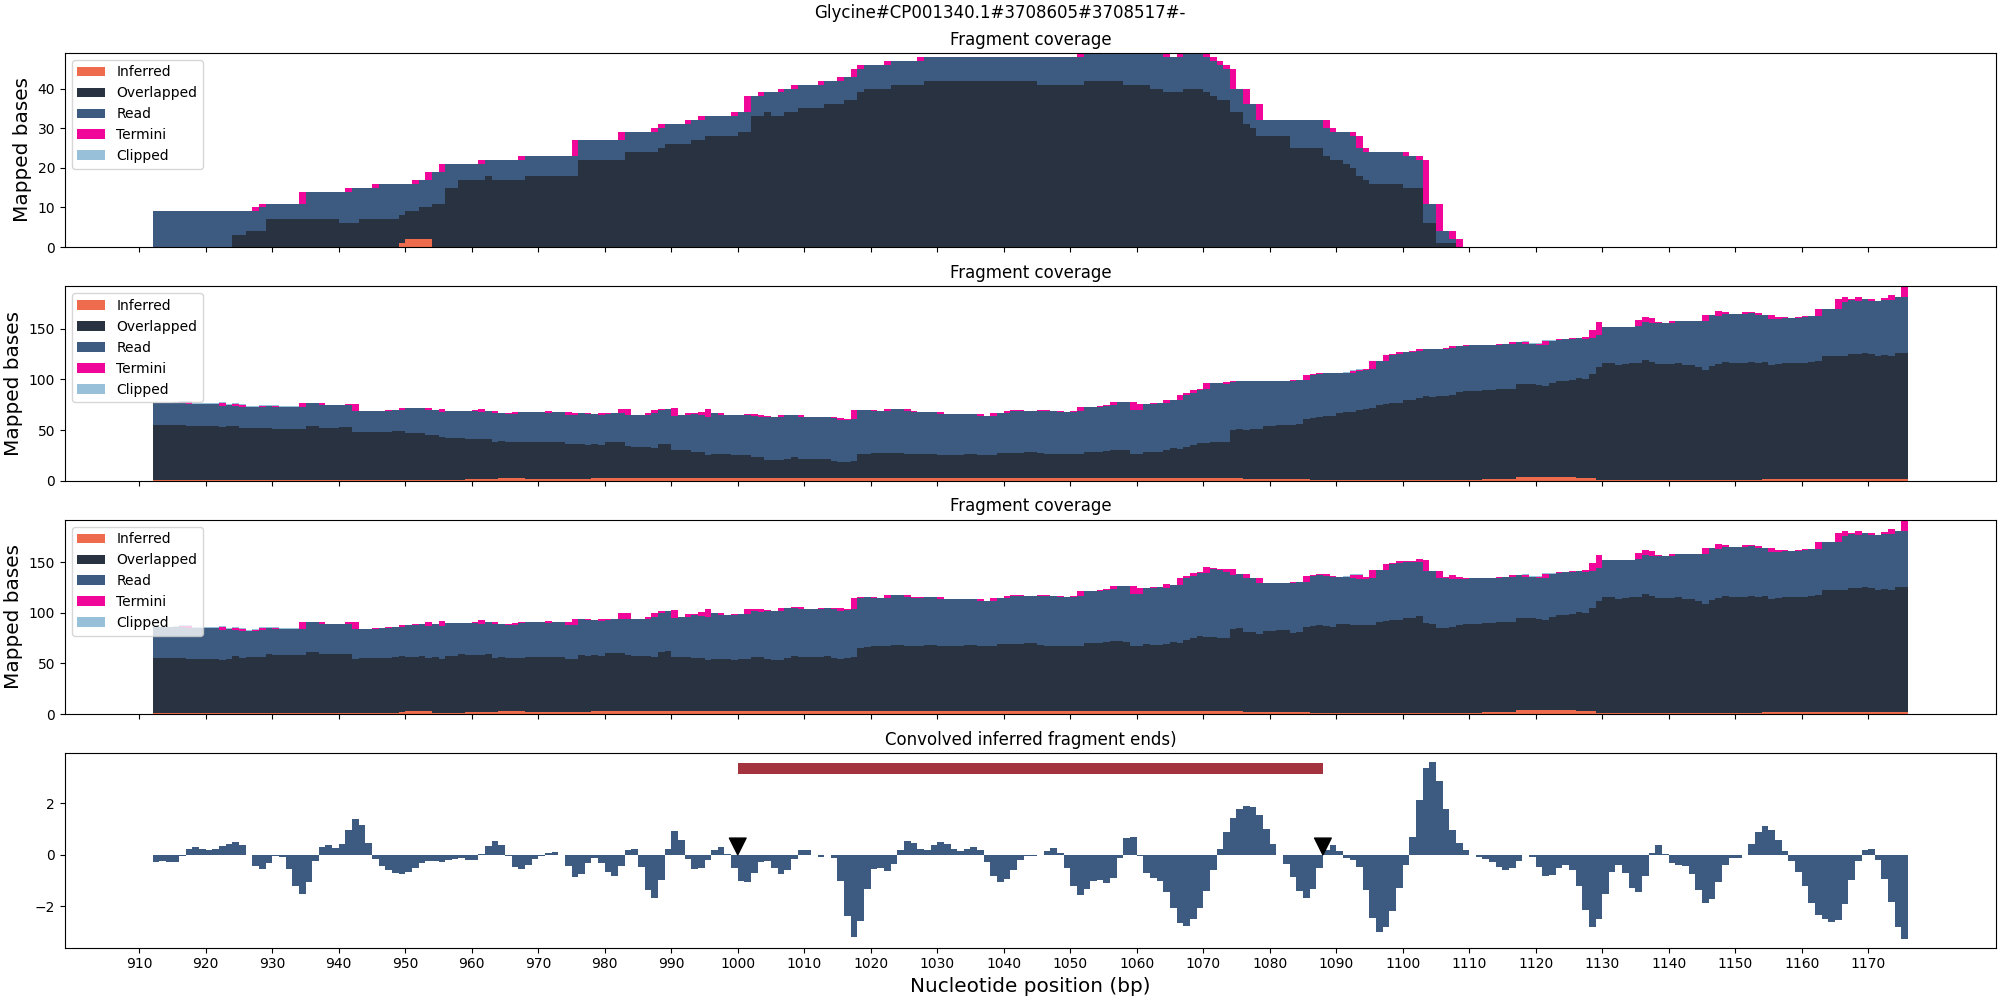 Glycine#CP001340.1#3708605#3708517#-
Fragment coverage
Mapped bases
40
30
20
10
0
Inferred
Overlapped
Read
Termini
Clipped
Fragment coverage
Mapped bases
150
100
50
0
Inferred
Overlapped
Read
Termini
Clipped
Fragment coverage
Mapped bases
150
100
50
0
Inferred
Overlapped
Read
Termini
Clipped
Convolved inferred fragment ends)
2
0
−2
910 920 930 940 950 960 970 980 990 1000 1010 1020 1030 1040 1050 1060 1070 1080 1090 1100 1110 1120 1130 1140 1150 1160 1170
Nucleotide position (bp)